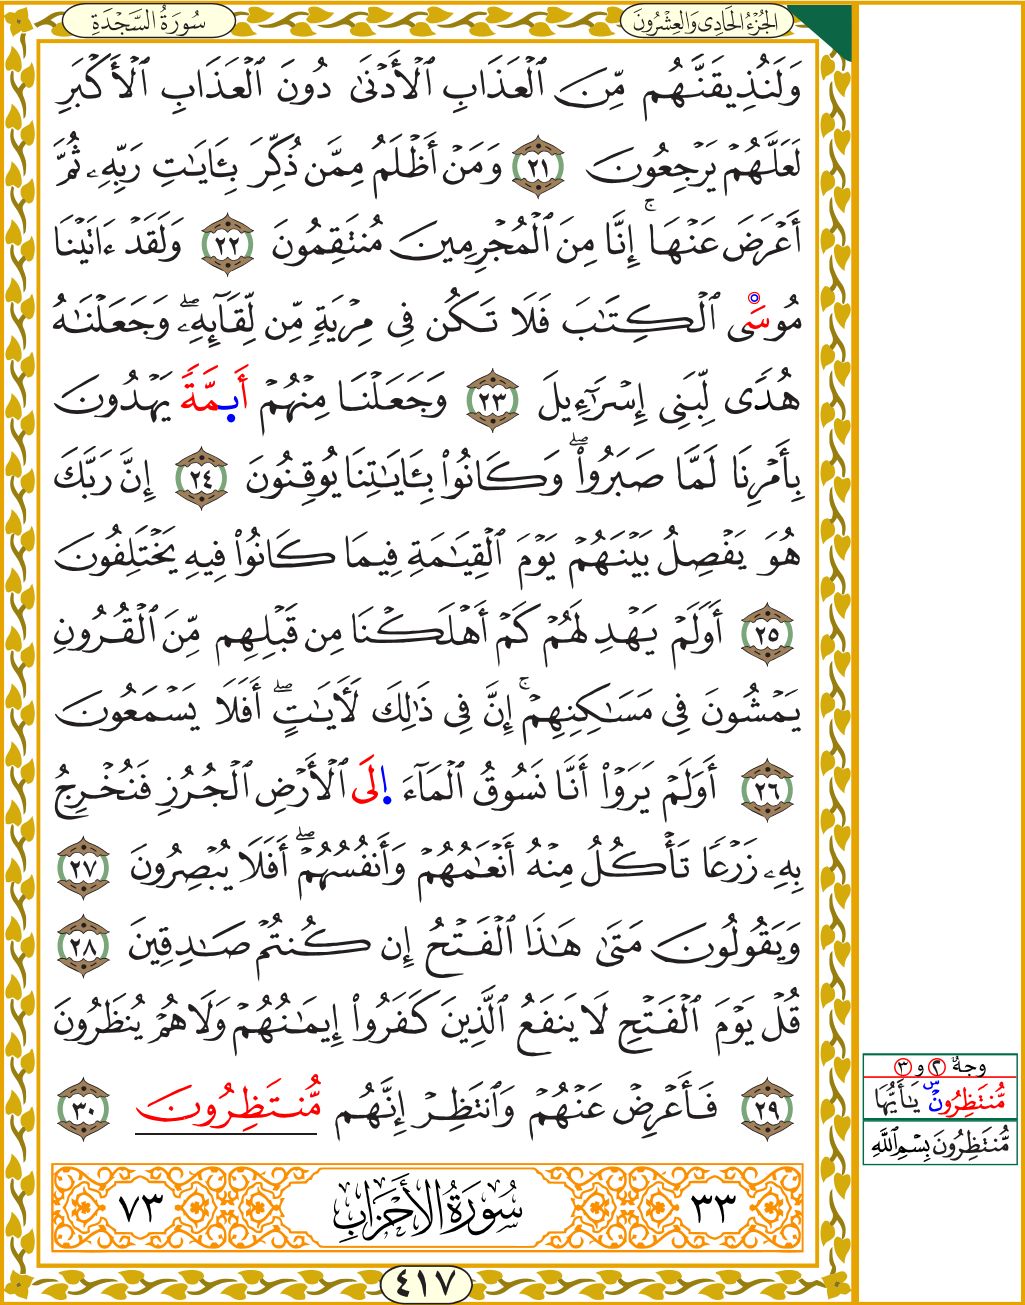 سُورَةُ السَّجْدَةِ
الجُزْءُ الحَادِي وَالعِشْرُونَ
وَلَنُذِيقَنَّهُم مِّنَ ٱلْعَذَابِ ٱلْأَدْنَىٰ دُونَ ٱلْعَذَابِ ٱلْأَكْبَرِ
لَعَلَّهُمْ يَرْجِعُونَ ٢١ وَمَنْ أَظْلَمُ مِمَّن ذُكِّرَ بِـَٔايَٰتِ رَبِّهِۦ ثُمَّ
أَعْرَضَ عَنْهَآۚ إِنَّا مِنَ ٱلْمُجْرِمِينَ مُنتَقِمُونَ ٢٢ وَلَقَدْ ءَاتَيْنَا
مُوسَى ٱلْكِتَٰبَ فَلَا تَكُن فِى مِرْيَةٍ مِّن لِّقَآئِهِۦۖ وَجَعَلْنَٰهُ
هُدًى لِّبَنِىٓ إِسْرَٰٓءِيلَ ٢٣ وَجَعَلْنَا مِنْهُمْ أَىِٕمَّةً يَهْدُونَ
بِأَمْرِنَا لَمَّا صَبَرُوا۟ۖ وَكَانُوا۟ بِـَٔايَٰتِنَا يُوقِنُونَ ٢٤ إِنَّ رَبَّكَ
هُوَ يَفْصِلُ بَيْنَهُمْ يَوْمَ ٱلْقِيَٰمَةِ فِيمَا كَانُوا۟ فِيهِ يَخْتَلِفُونَ
٢٥ أَوَلَمْ يَهْدِ لَهُمْ كَمْ أَهْلَكْنَا مِن قَبْلِهِم مِّنَ ٱلْقُرُونِ
يَمْشُونَ فِى مَسَٰكِنِهِمْۚ إِنَّ فِى ذَٰلِكَ لَءَايَٰتٍۖ أَفَلَا يَسْمَعُونَ
٢٦ أَوَلَمْ يَرَوْا۟ أَنَّا نَسُوقُ ٱلْمَآءَ إِلَى ٱلْأَرْضِ ٱلْجُرُزِ فَنُخْرِجُ
بِهِۦ زَرْعًا تَأْكُلُ مِنْهُ أَنْعَٰمُهُمْ وَأَنفُسُهُمْۖ أَفَلَا يُبْصِرُونَ ٢٧
وَيَقُولُونَ مَتَىٰ هَٰذَا ٱلْفَتْحُ إِن كُنتُمْ صَٰدِقِينَ ٢٨
قُلْ يَوْمَ ٱلْفَتْحِ لَا يَنفَعُ ٱلَّذِينَ كَفَرُوٓا۟ إِيمَٰنُهُمْ وَلَا هُمْ يُنظَرُونَ
٢٩ فَأَعْرِضْ عَنْهُمْ وَٱنتَظِرْ إِنَّهُم مُّنتَظِرُونَ ٣٠
٣٣ سُورَةُ الأَحْزَابِ ٧٣
٤١٧
وجهُ ٢ و ٣
مُّنتَظِرُونَ يَٰٓأَيُّهَا
مُّنتَظِرُونَ بِسْمِ ٱللَّهِ